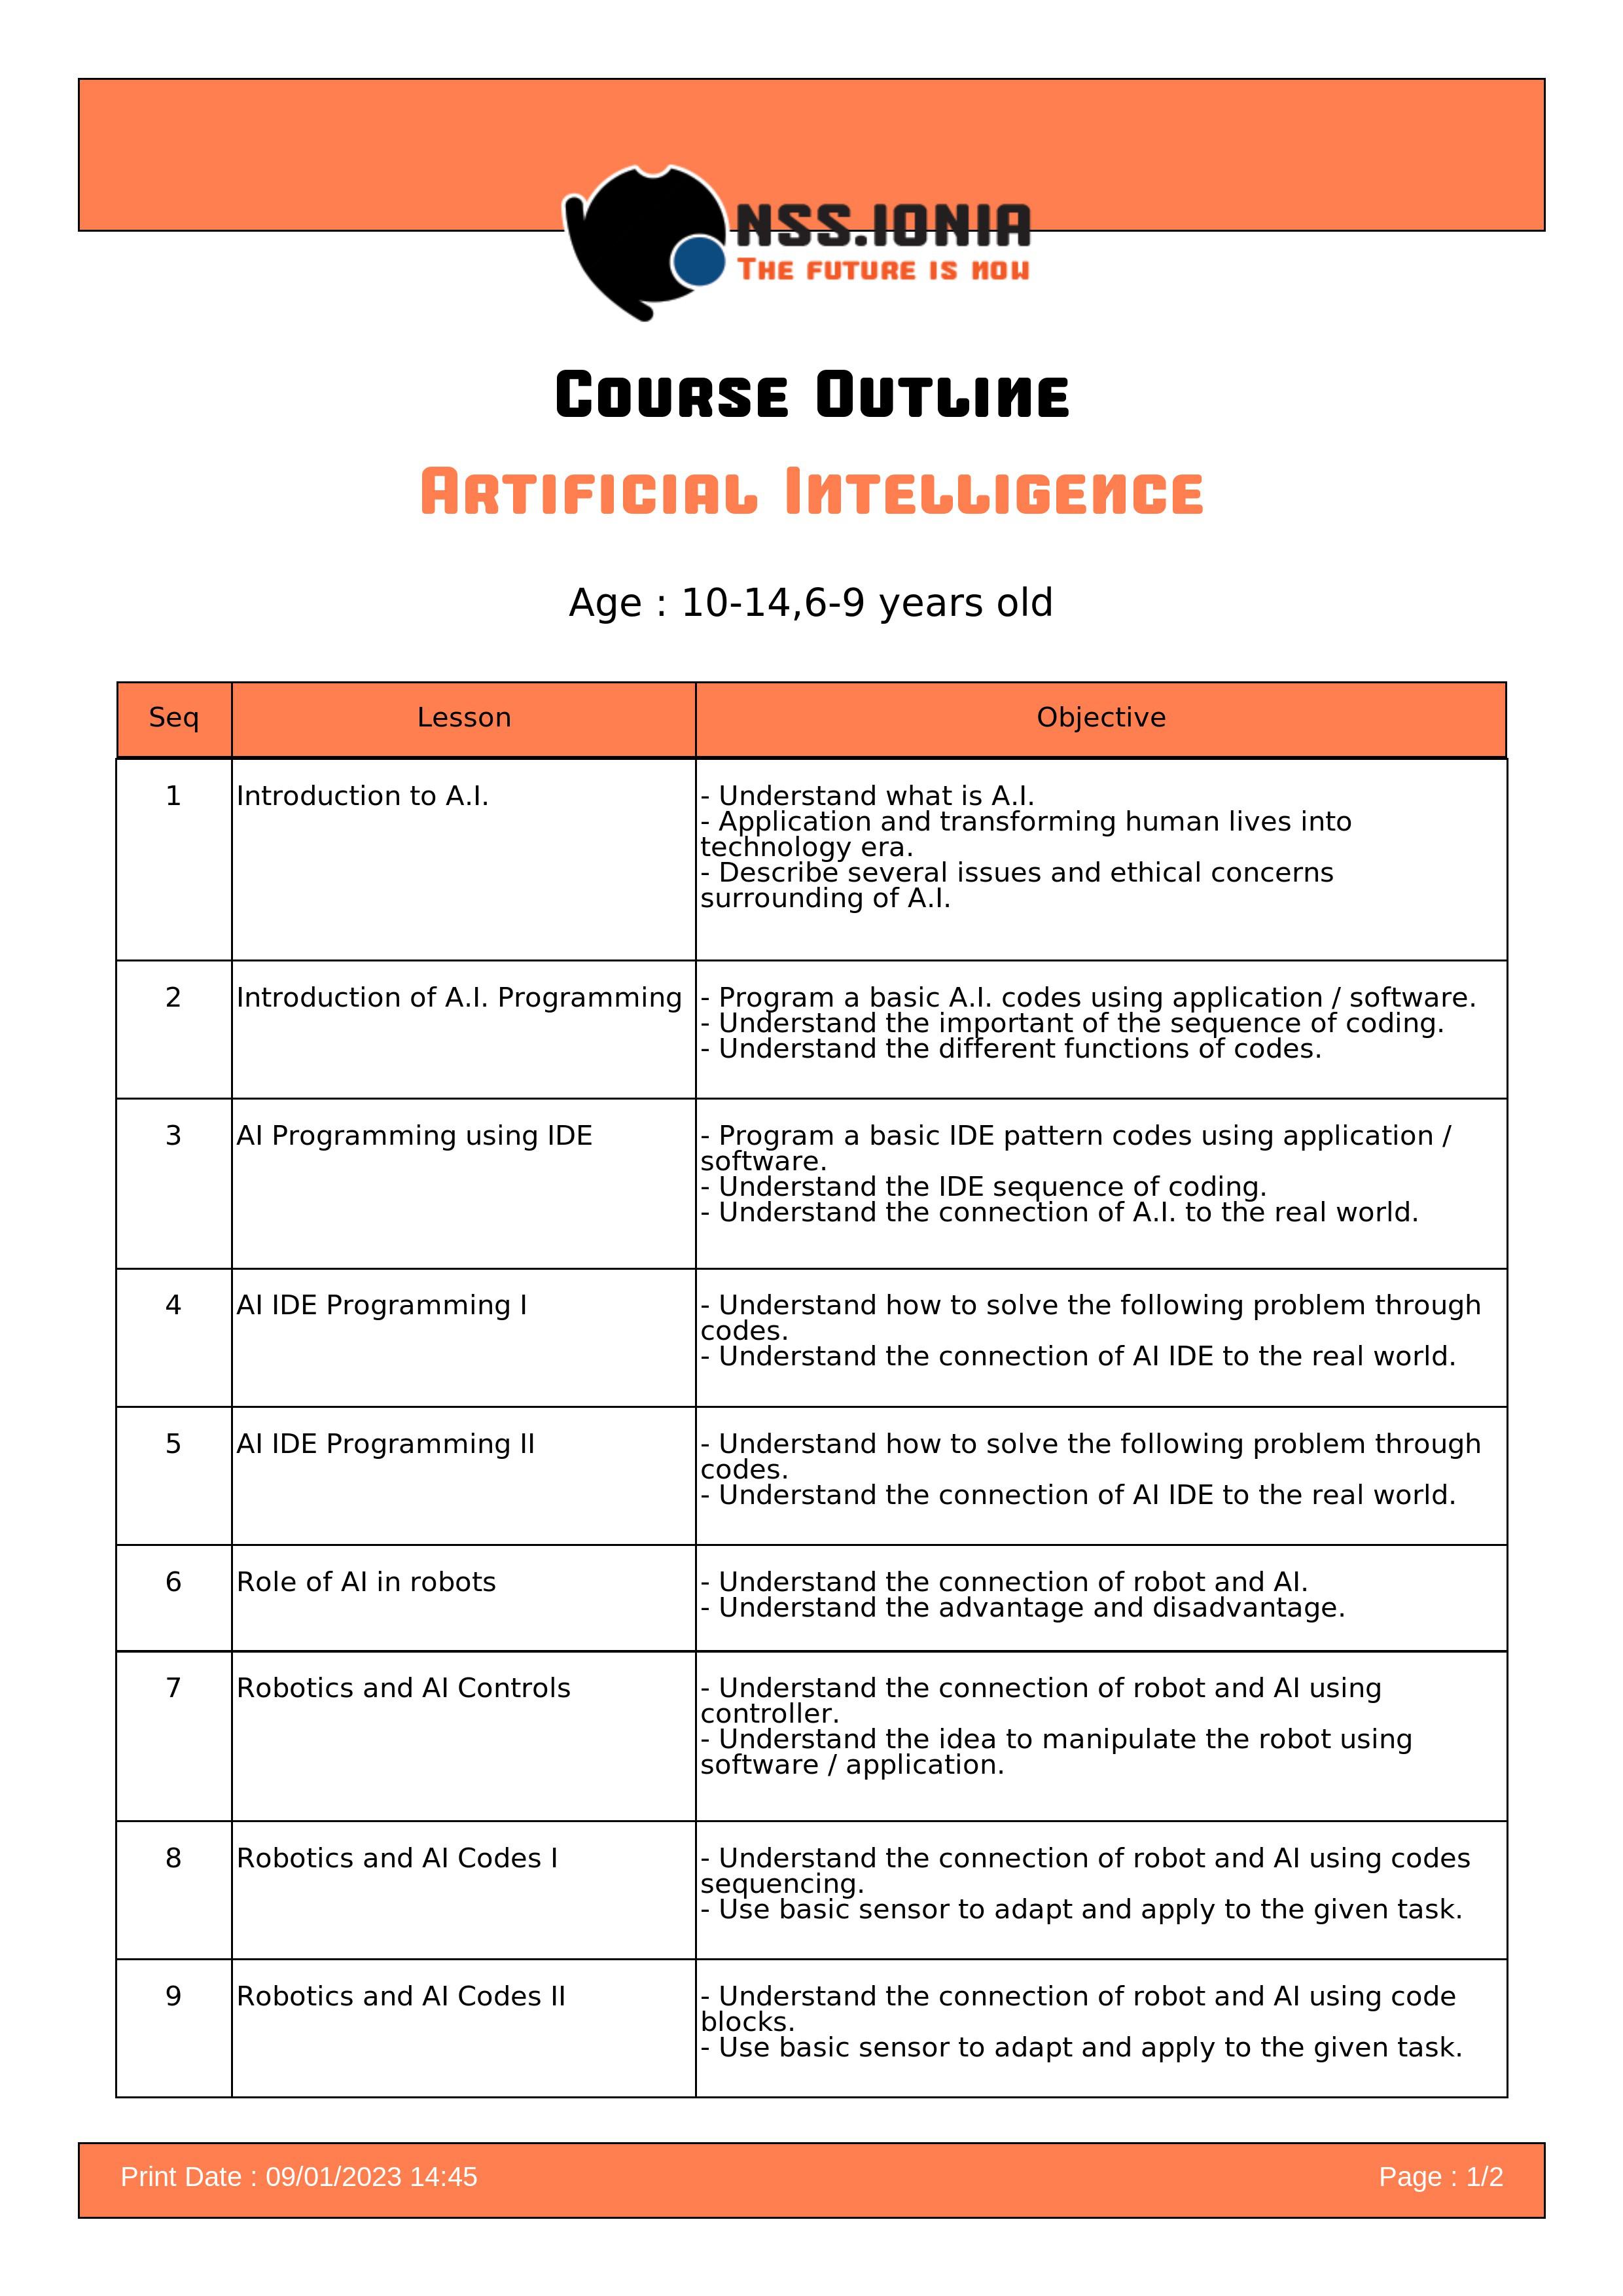 NSS.IONIA
The future is now
Course Outline
Artificial Intelligence
Age : 10-14,6-9 years old
Seq Lesson Objective
1 Introduction to A.I. - Understand what is A.I.
- Application and transforming human lives into
technology era.
- Describe several issues and ethical concerns
surrounding of A.I.
2 Introduction of A.I. Programming - Program a basic A.I. codes using application / software.
- Understand the important of the sequence of coding.
- Understand the different functions of codes.
3 AI Programming using IDE - Program a basic IDE pattern codes using application /
software.
- Understand the IDE sequence of coding.
- Understand the connection of A.I. to the real world.
4 AI IDE Programming I - Understand how to solve the following problem through
codes.
- Understand the connection of AI IDE to the real world.
5 AI IDE Programming II - Understand how to solve the following problem through
codes.
- Understand the connection of AI IDE to the real world.
6 Role of AI in robots - Understand the connection of robot and AI.
- Understand the advantage and disadvantage.
7 Robotics and AI Controls - Understand the connection of robot and AI using
controller.
- Understand the idea to manipulate the robot using
software / application.
8 Robotics and AI Codes I - Understand the connection of robot and AI using codes
sequencing.
- Use basic sensor to adapt and apply to the given task.
9 Robotics and AI Codes II - Understand the connection of robot and AI using code
blocks.
- Use basic sensor to adapt and apply to the given task.
Print Date : 09/01/2023 14:45 Page : 1/2